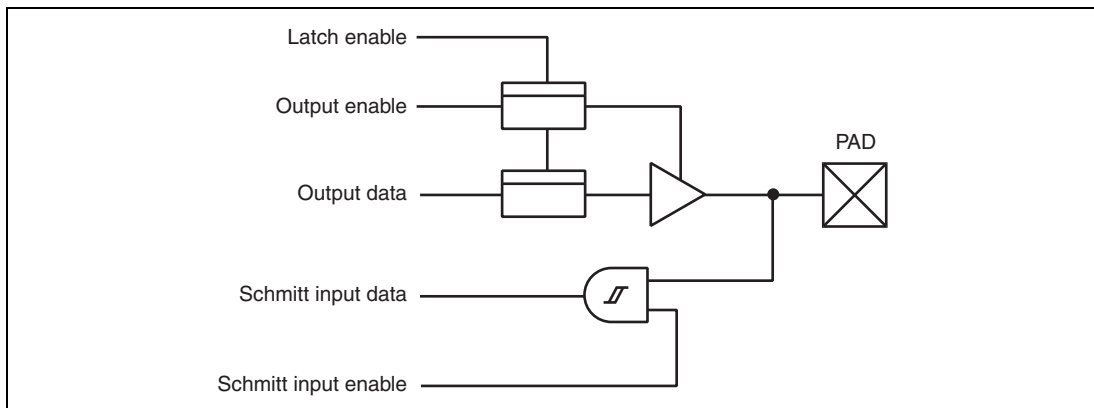 Latch enable
Output enable
PAD
Output data
Schmitt input data
Schmitt input enable